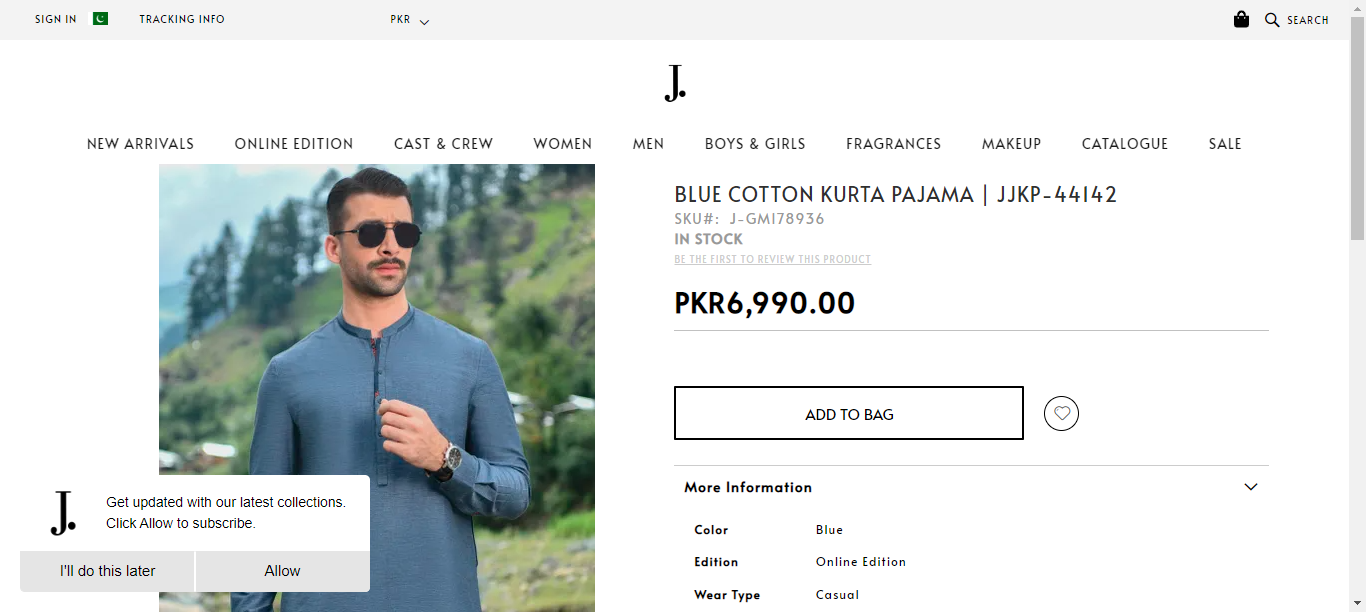 SIGN IN
TRACKING INFO
PKR
SEARCH
J.
NEW ARRIVALS
ONLINE EDITION
CAST & CREW
WOMEN
MEN
BOYS & GIRLS
FRAGRANCES
MAKEUP
CATALOGUE
SALE
BLUE COTTON KURTA PAJAMA | JJKP-44142
SKU#: J-GM178936
IN STOCK
BE THE FIRST TO REVIEW THIS PRODUCT
PKR6,990.00
ADD TO BAG
More Information
Color Blue
Edition Online Edition
Wear Type Casual
J.
Get updated with our latest collections.
Click Allow to subscribe.
I'll do this later
Allow